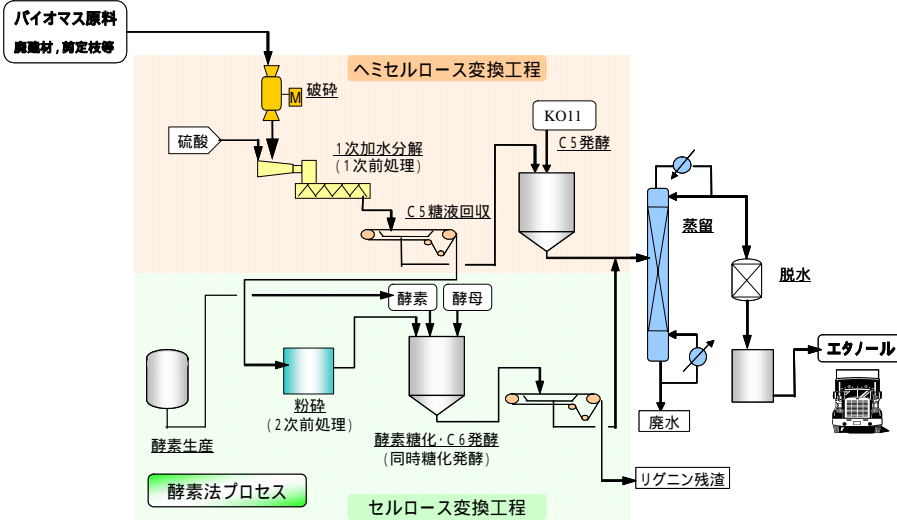 バイオマス原料
廃建材,剪定枝等
ヘミセルロース変換工程
M
破砕
硫酸
1次加水分解
(1次前処理)
C5糖液回収
KO11
C5発酵
蒸留
脱水
エタノール
廃水
酵素
酵母
酵素生産
粉砕
(2次前処理)
酵素糖化・C6発酵
(同時糖化発酵)
リグニン残渣
酵素法プロセス
セルロース変換工程